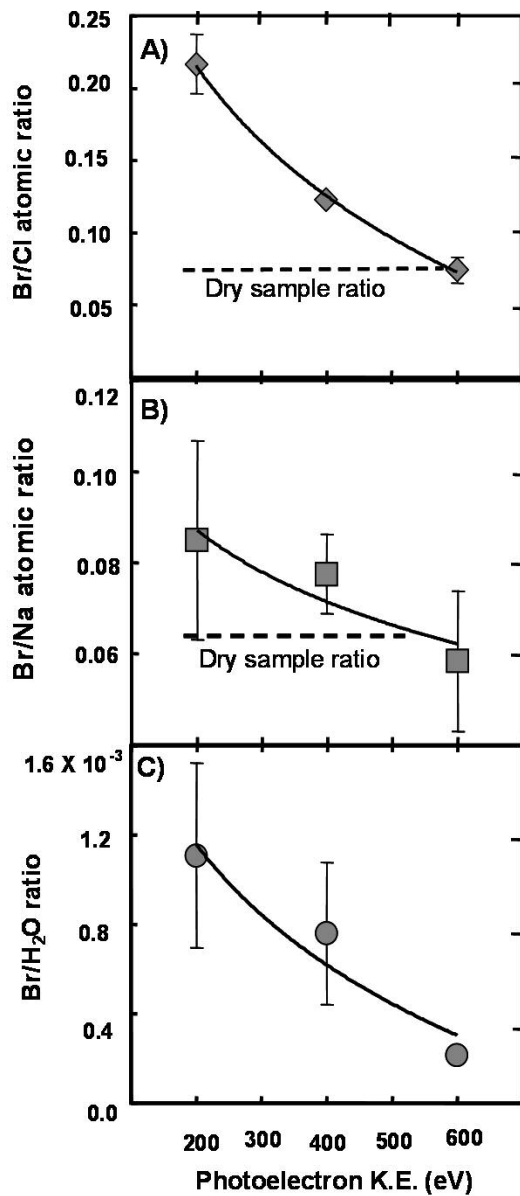 0.25
A)
0.20
0.15
0.10
0.05
Br/Cl atomic ratio
Dry sample ratio
0.12
B)
0.10
0.08
0.06
Br/Na atomic ratio
Dry sample ratio
1.6 X 10⁻³
C)
1.2
0.8
0.4
0.0
Br/H₂O ratio
200 300 400 500 600
Photoelectron K.E. (eV)